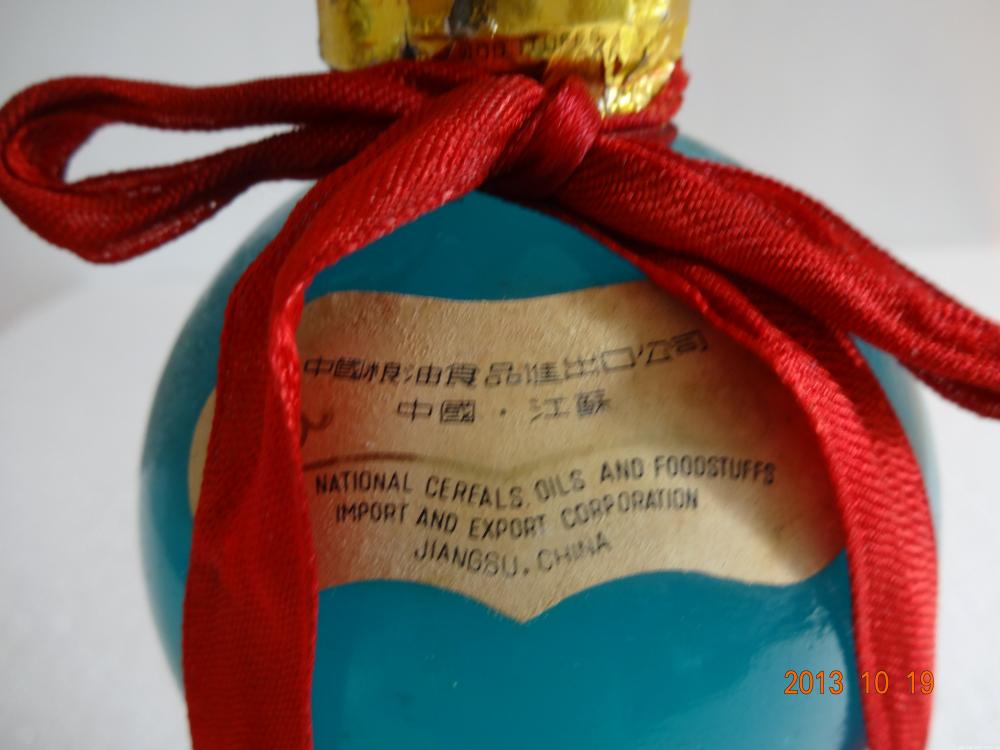 中國粮油食品進出口公司
中國·江蘇
NATIONAL CEREALS, OILS AND FOODSTUFFS
IMPORT AND EXPORT CORPORATION
JIANGSU, CHINA
2013 10 19